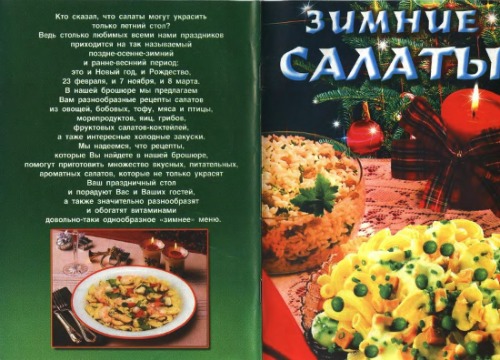 Кто сказал, что салаты могут украсить
только летний стол?
Ведь столько любимых всеми нами праздников
приходится на так называемый
поздне-осенне-зимний
и ранне-весенний период:
это и Новый год, и Рождество,
23 февраля, и 7 ноября, и 8 марта.
В нашей брошюре мы предлагаем
Вам разнообразные рецепты салатов
из овощей, бобовых, тофу, мяса и птицы,
морепродуктов, яиц, грибов,
фруктовых салатов-коктейлей,
а также интересные холодные закуски.
Мы надеемся, что рецепты,
которые Вы найдете в нашей брошюре,
помогут приготовить множество вкусных, питательных,
ароматных салатов, которые не только украсят
Ваш праздничный стол
и порадуют Вас и Ваших гостей,
а также значительно разнообразят
и обогатят витаминами
довольно-таки однообразное «зимнее» меню.
ЗИМНИЕ
САЛАТЫ